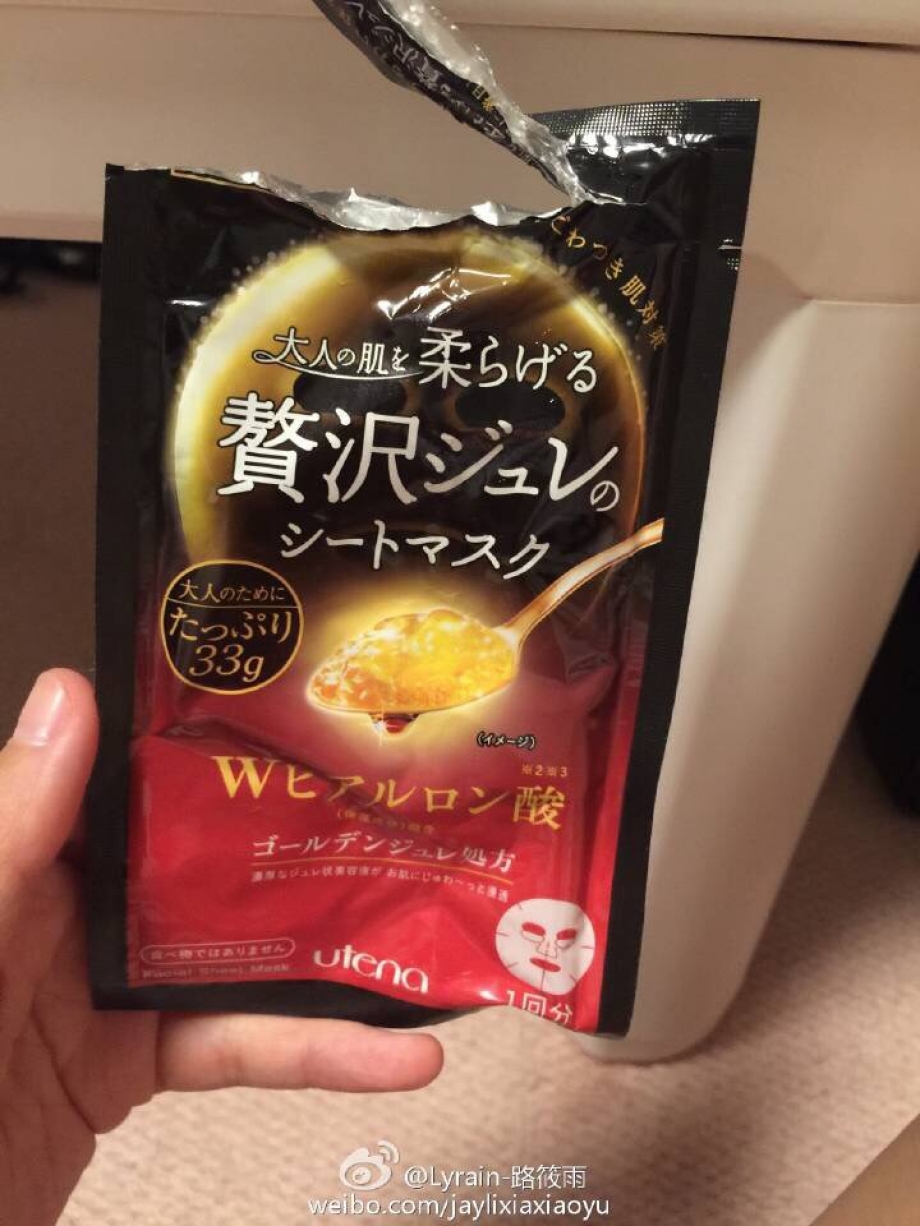 ごわつき肌対策
大人の肌を柔らげる
贅沢ジュレの
シートマスク
大人のために
たっぷり
33g
(イメージ)
※2※3
Wヒアルロン酸
ゴールデンジュレ処方
濃厚なジュレ状美容液が お肌にじゅわ〜っと浸透
食べ物ではありません
Facial Sheet Mask
utena
1回分
@Lyrain-路筱雨
weibo.com/jaylixiaxiaoyu